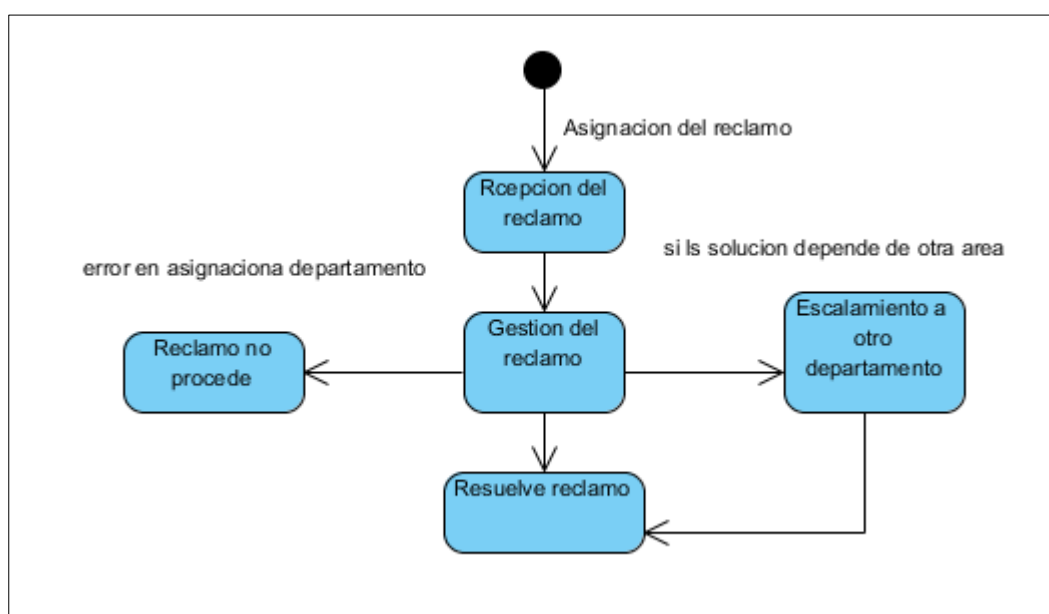 Asignacion del reclamo
Rcepcion del
reclamo
si ls solucion depende de otra area
error en asignaciona departamento
Escalamiento a
otro
departamento
Gestion del
reclamo
Reclamo no
procede
Resuelve reclamo